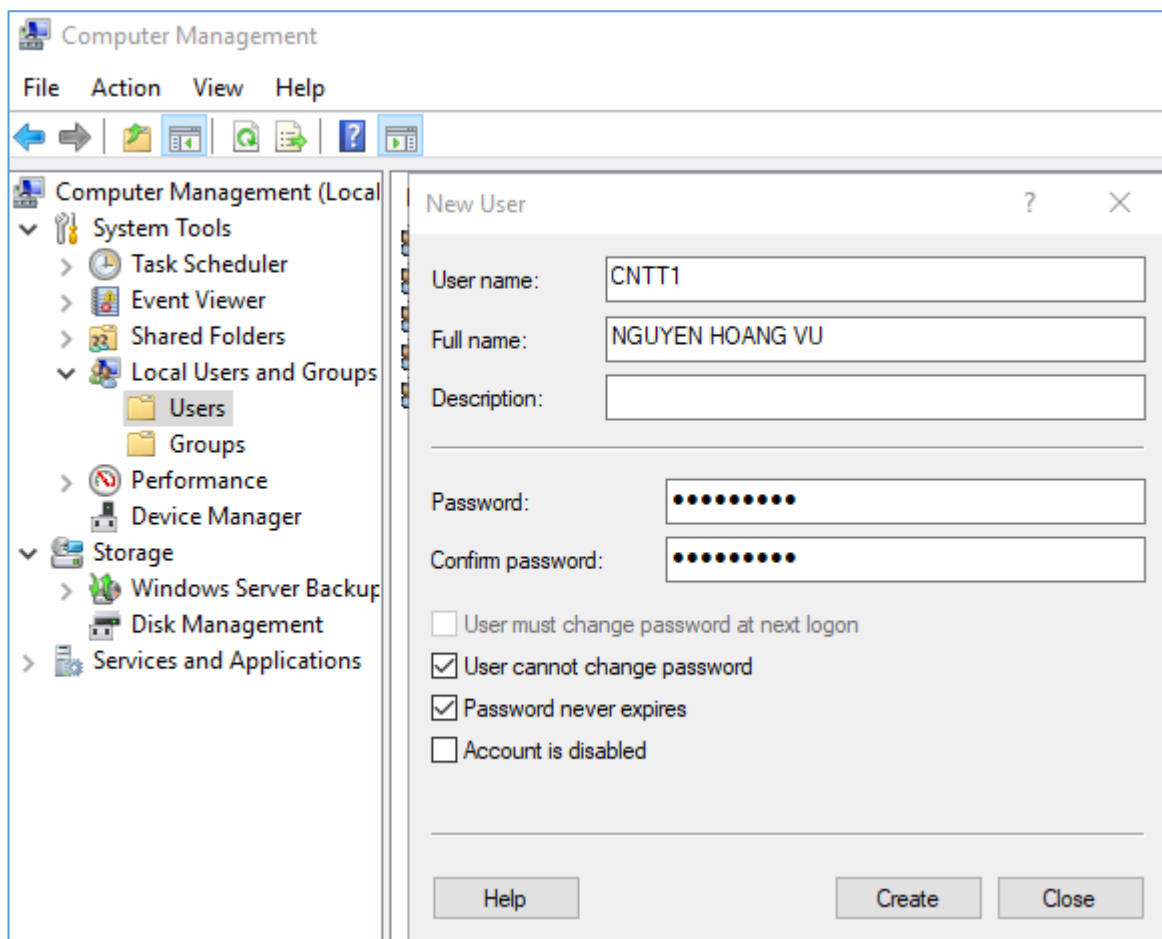 Computer Management
File Action View Help
Computer Management (Local
System Tools
Task Scheduler
Event Viewer
Shared Folders
Local Users and Groups
Users
Groups
Performance
Device Manager
Storage
Windows Server Backup
Disk Management
Services and Applications
New User
User name: CNTT1
Full name: NGUYEN HOANG VU
Description:
Password: ●●●●●●●●●
Confirm password: ●●●●●●●●●
User must change password at next logon
User cannot change password
Password never expires
Account is disabled
Help Create Close